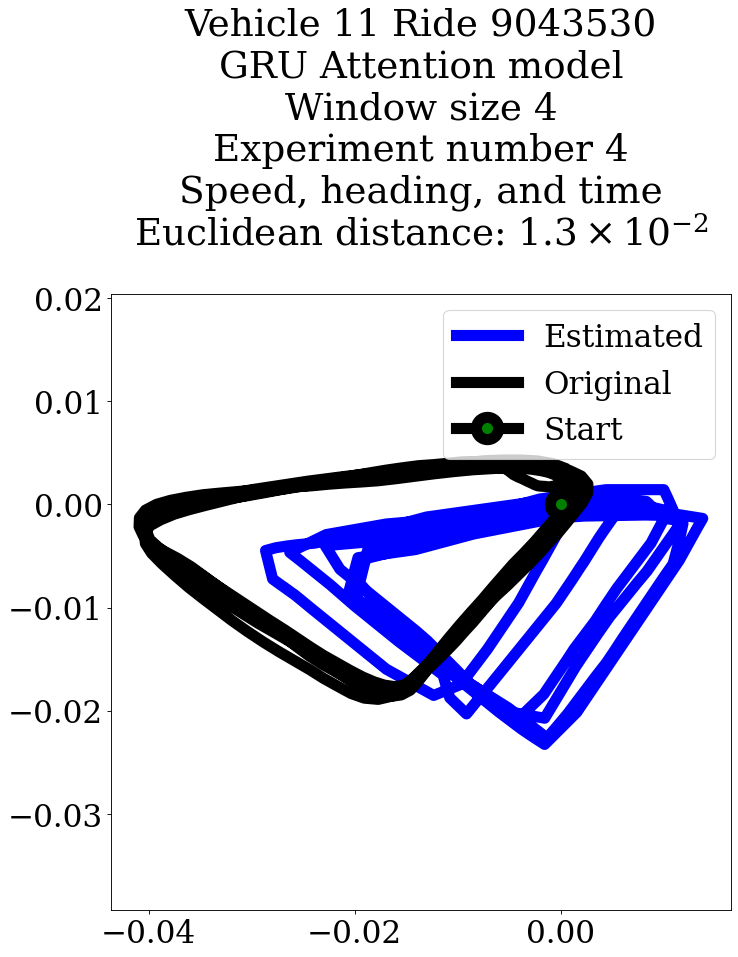 Vehicle 11 Ride 9043530
GRU Attention model
Window size 4
Experiment number 4
Speed, heading, and time
Euclidean distance: 1.3 × 10⁻²
0.02
Estimated
Original
Start
0.01
0.00
−0.01
−0.02
−0.03
−0.04
−0.02
0.00